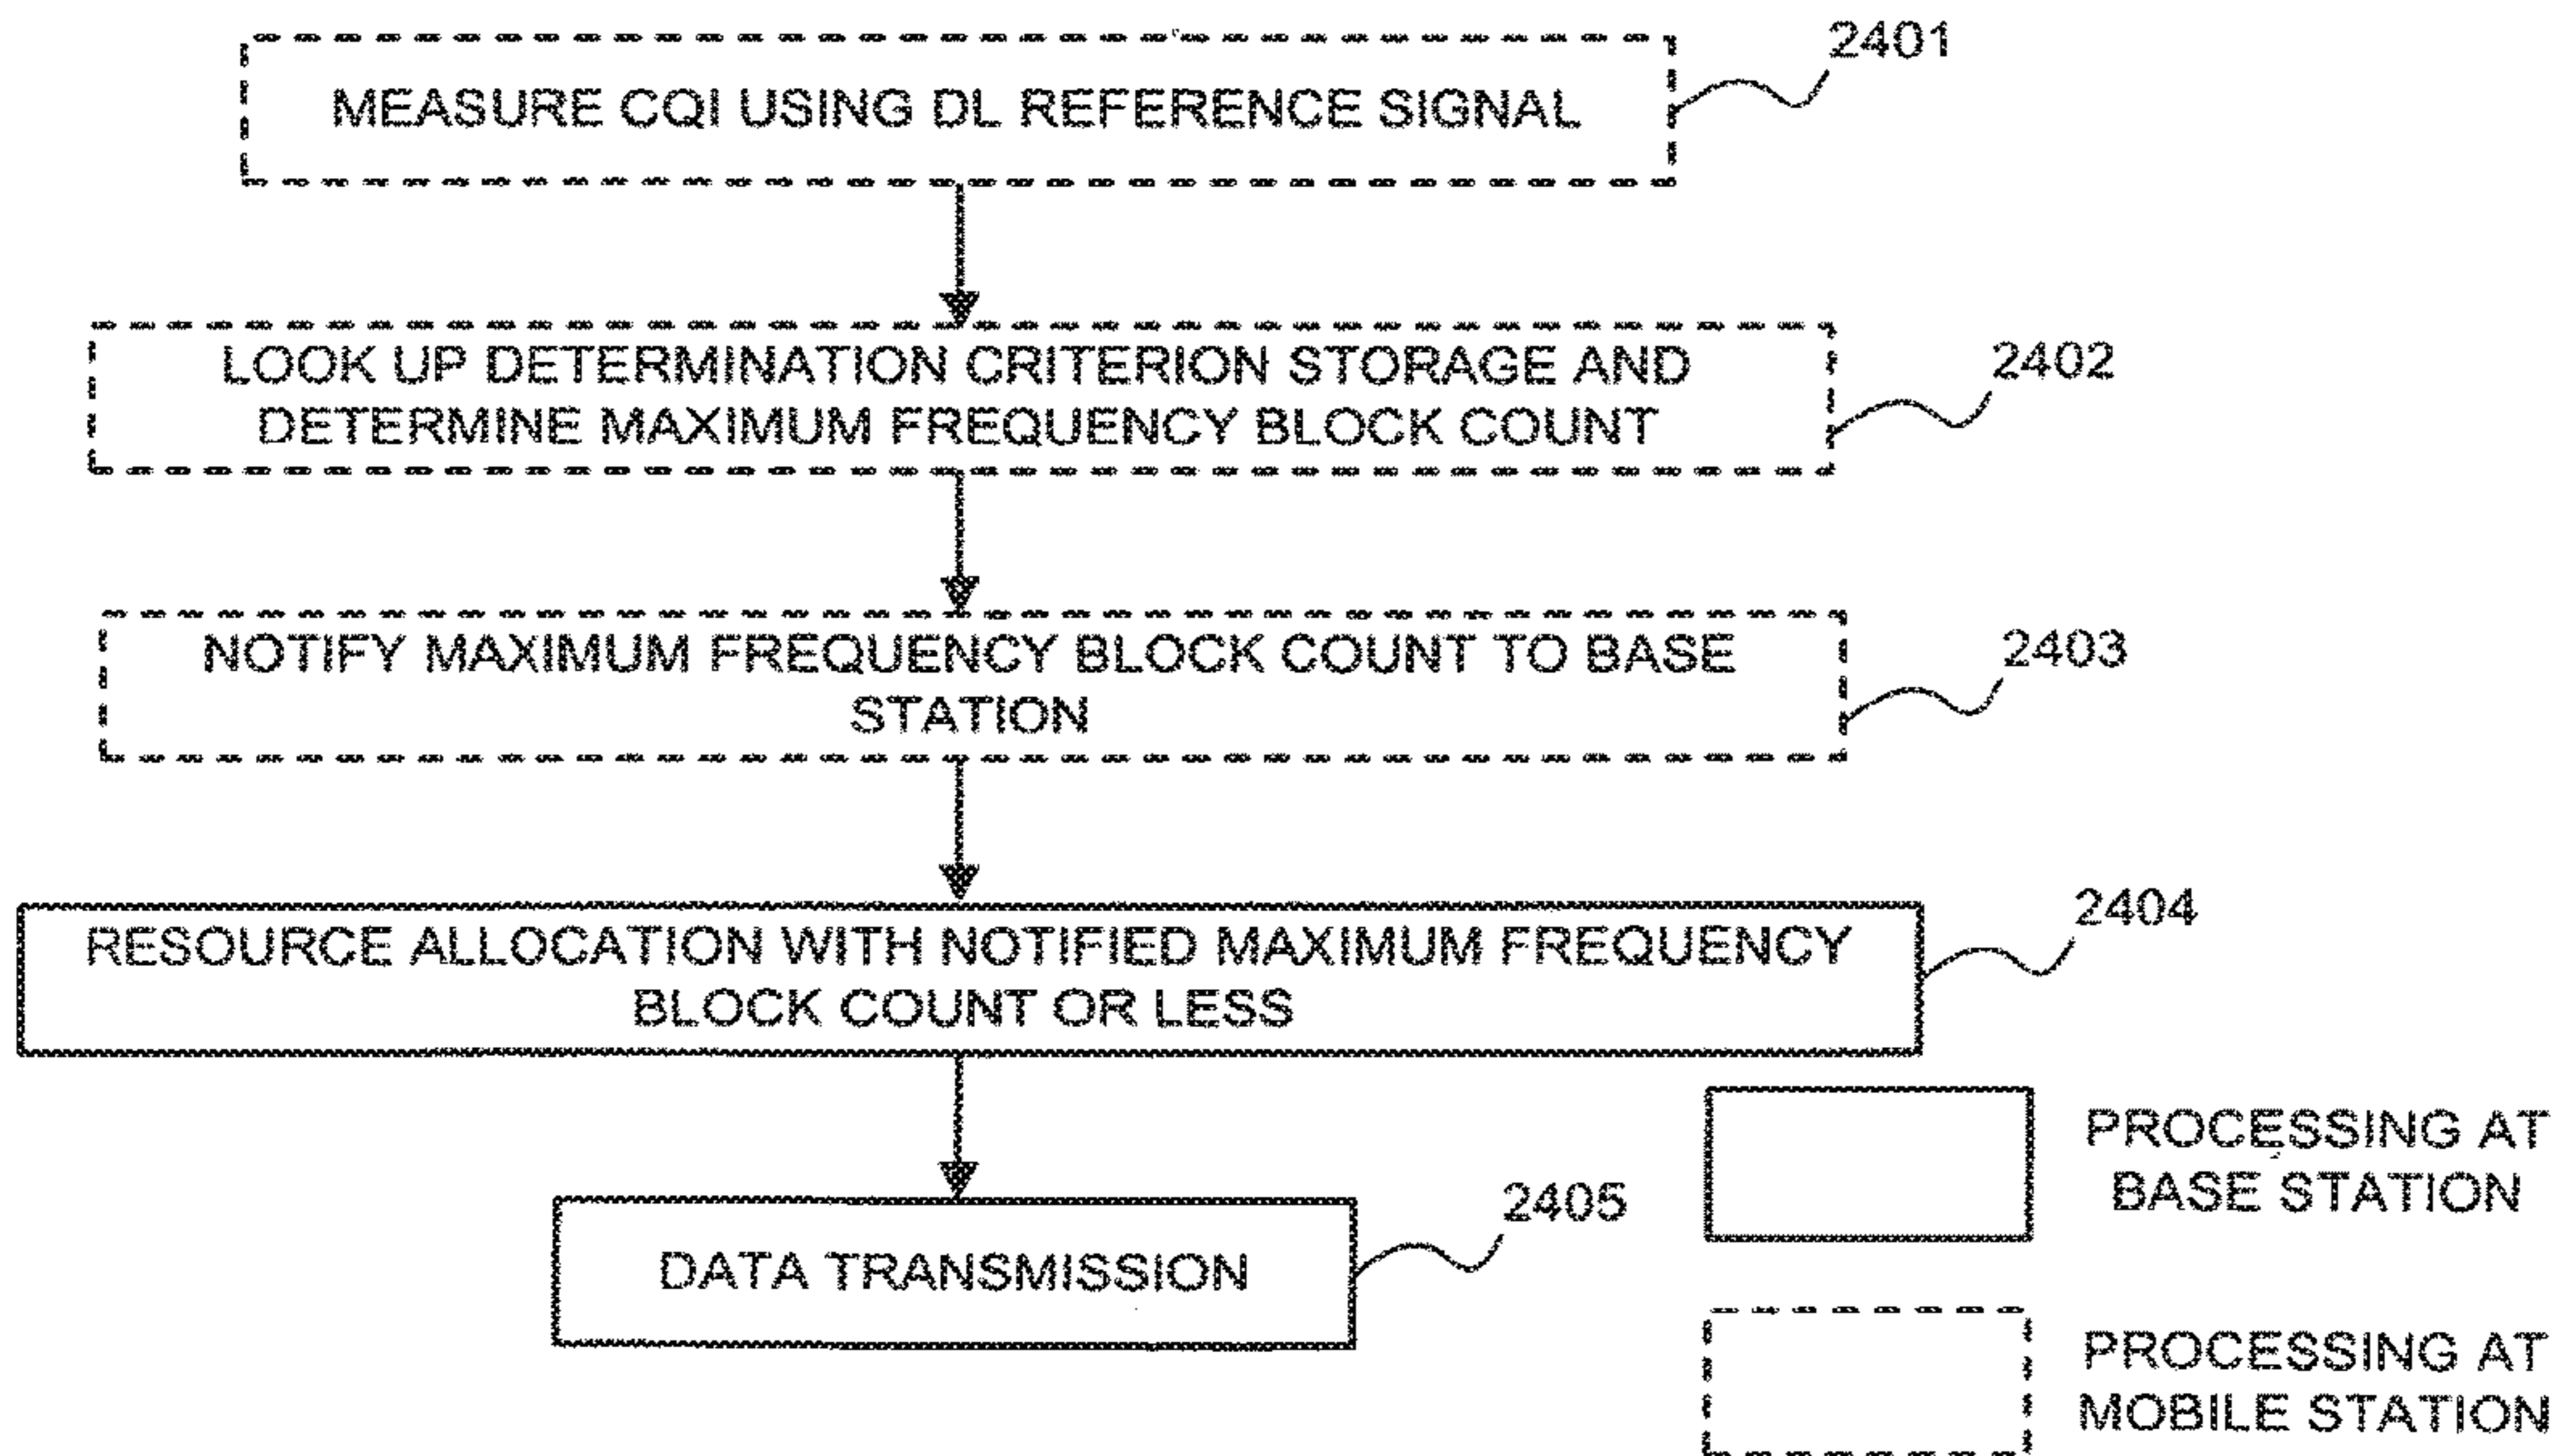 2401
MEASURE CQI USING DL REFERENCE SIGNAL
LOOK UP DETERMINATION CRITERION STORAGE AND
DETERMINE MAXIMUM FREQUENCY BLOCK COUNT
2402
NOTIFY MAXIMUM FREQUENCY BLOCK COUNT TO BASE
STATION
2403
RESOURCE ALLOCATION WITH NOTIFIED MAXIMUM FREQUENCY
BLOCK COUNT OR LESS
2404
DATA TRANSMISSION
2405
PROCESSING AT
BASE STATION
PROCESSING AT
MOBILE STATION